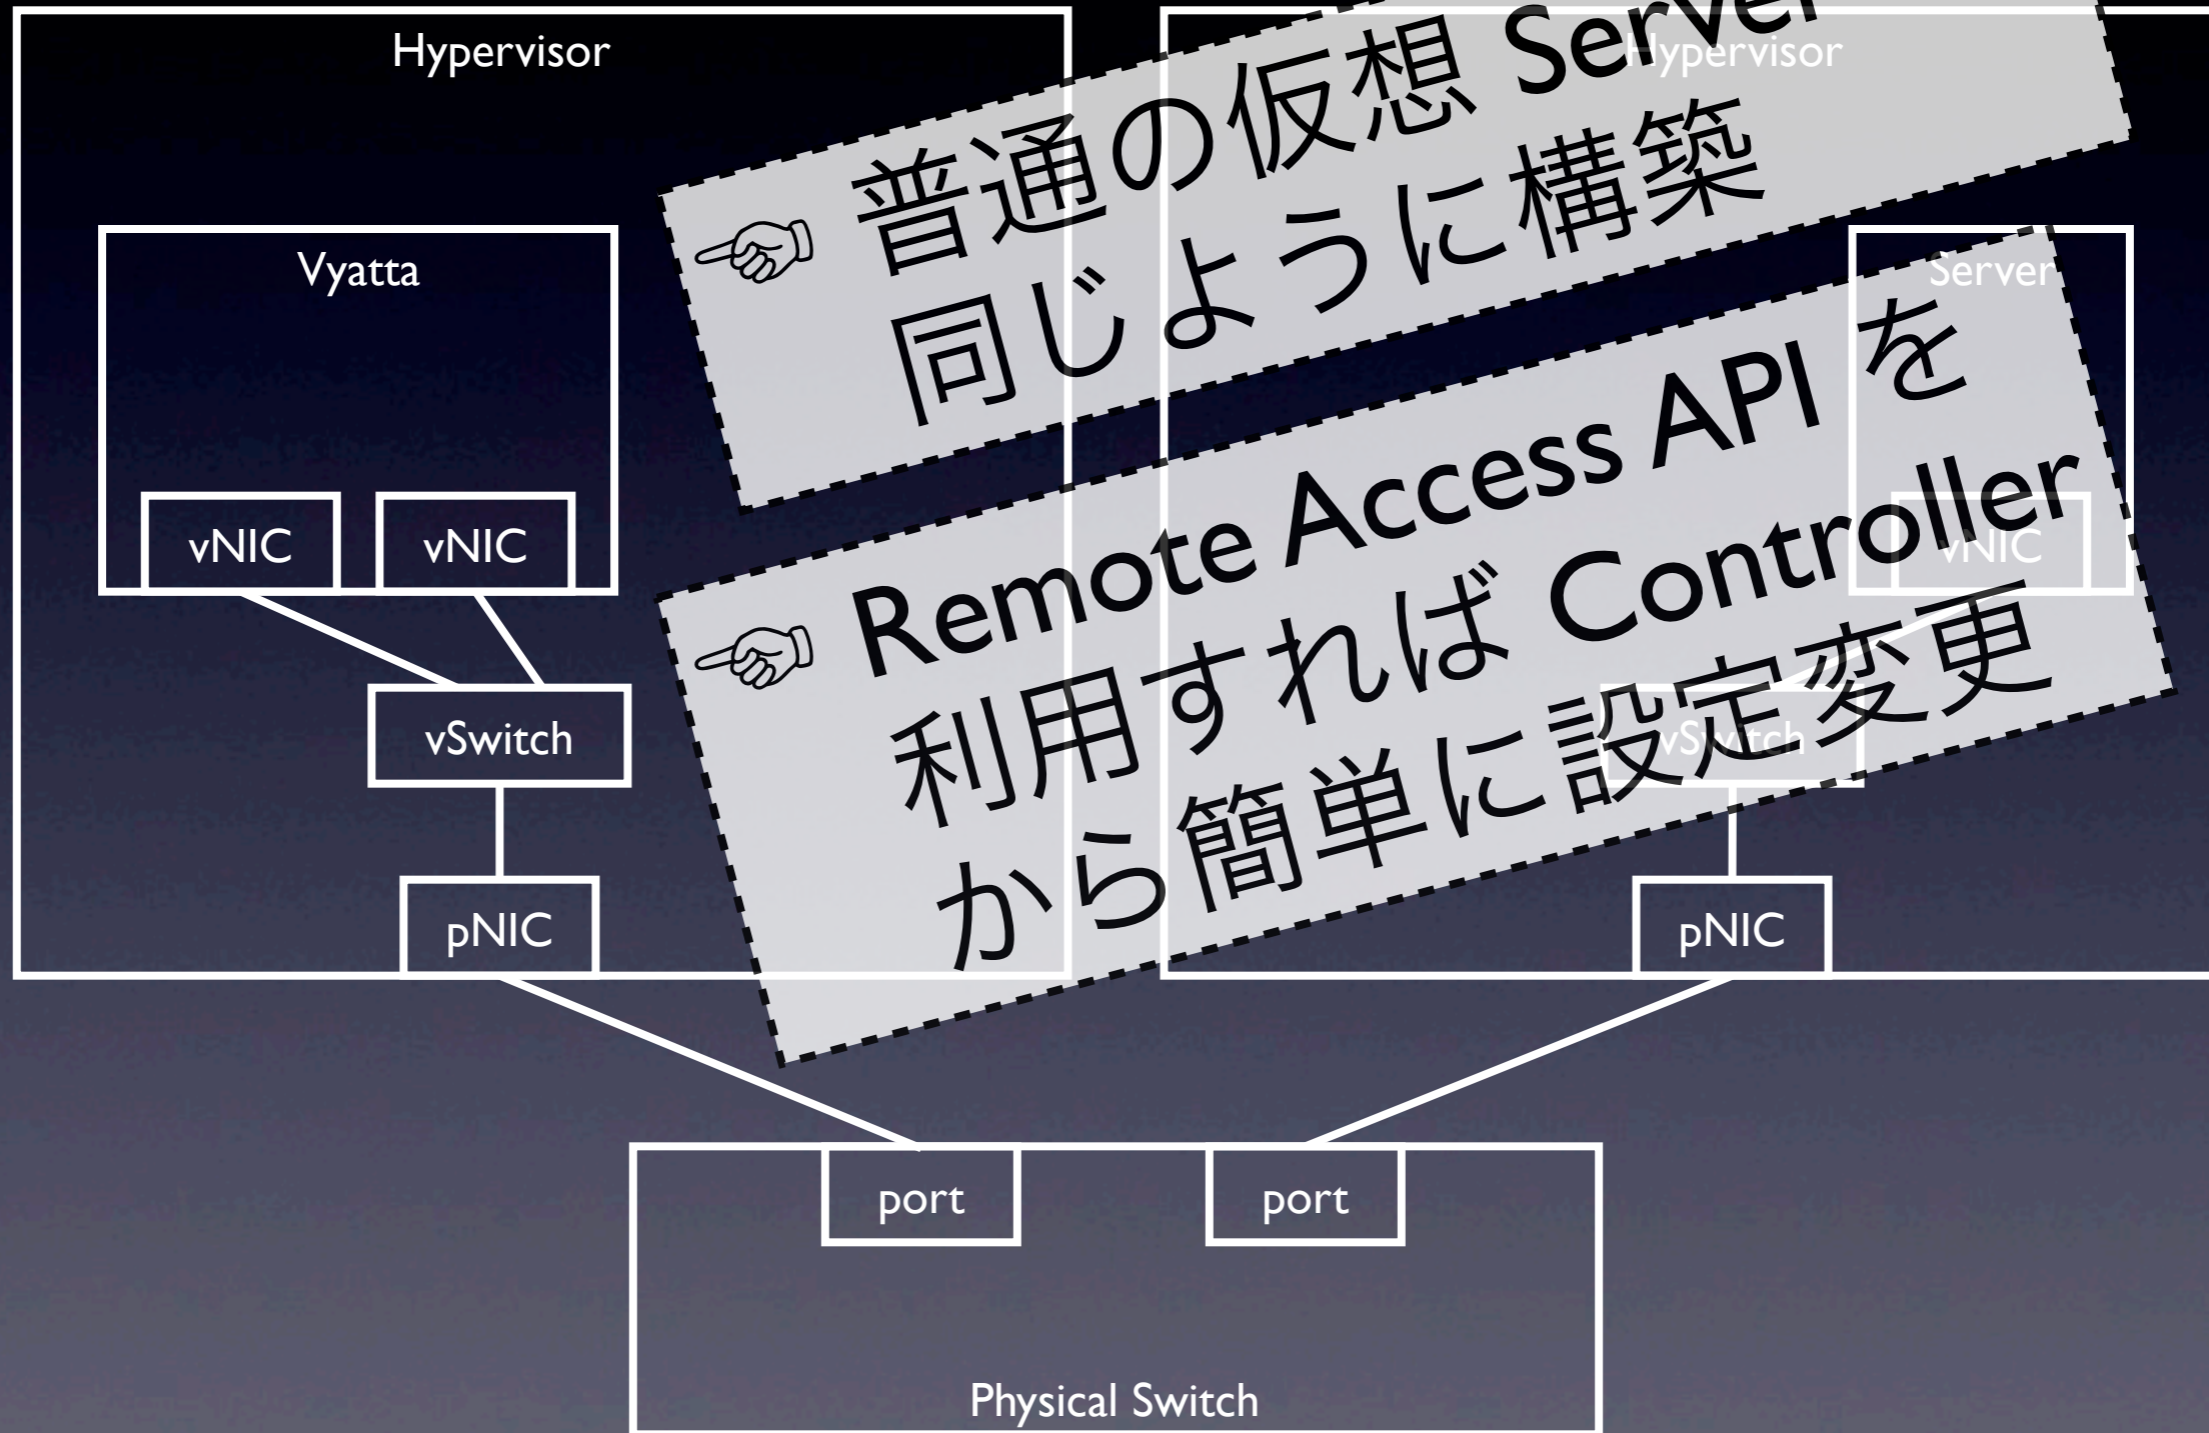 Hypervisor
Hypervisor
☞ 普通の仮想 Server
同じように構築
Vyatta
Server
☞ Remote Access API を
利用すれば Controller
から簡単に設定変更
vNIC
vNIC
vNIC
vSwitch
vSwitch
pNIC
pNIC
port
port
Physical Switch